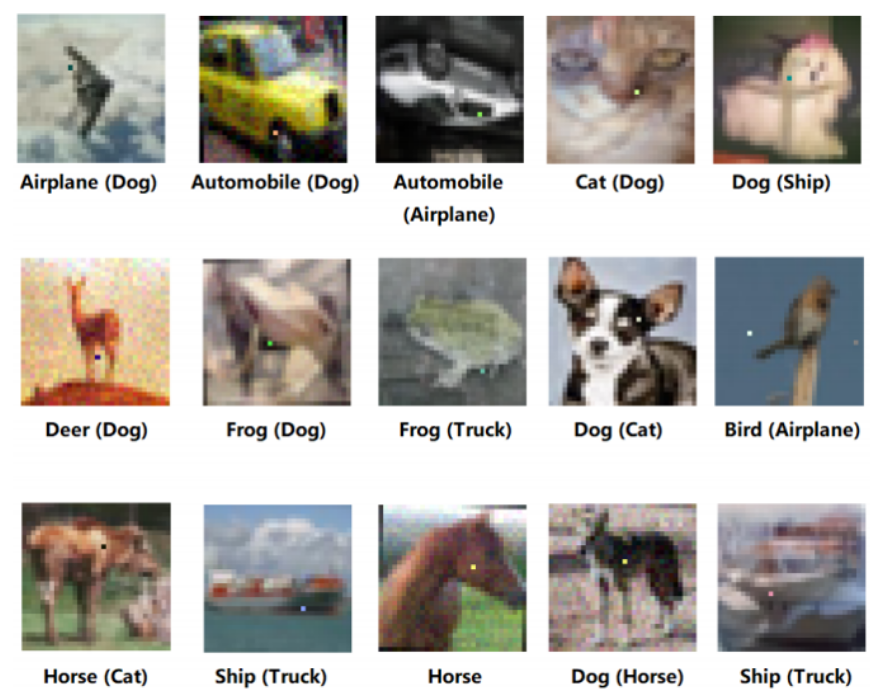 Airplane (Dog)
Automobile (Dog)
Automobile
(Airplane)
Cat (Dog)
Dog (Ship)
Deer (Dog)
Frog (Dog)
Frog (Truck)
Dog (Cat)
Bird (Airplane)
Horse (Cat)
Ship (Truck)
Horse
Dog (Horse)
Ship (Truck)